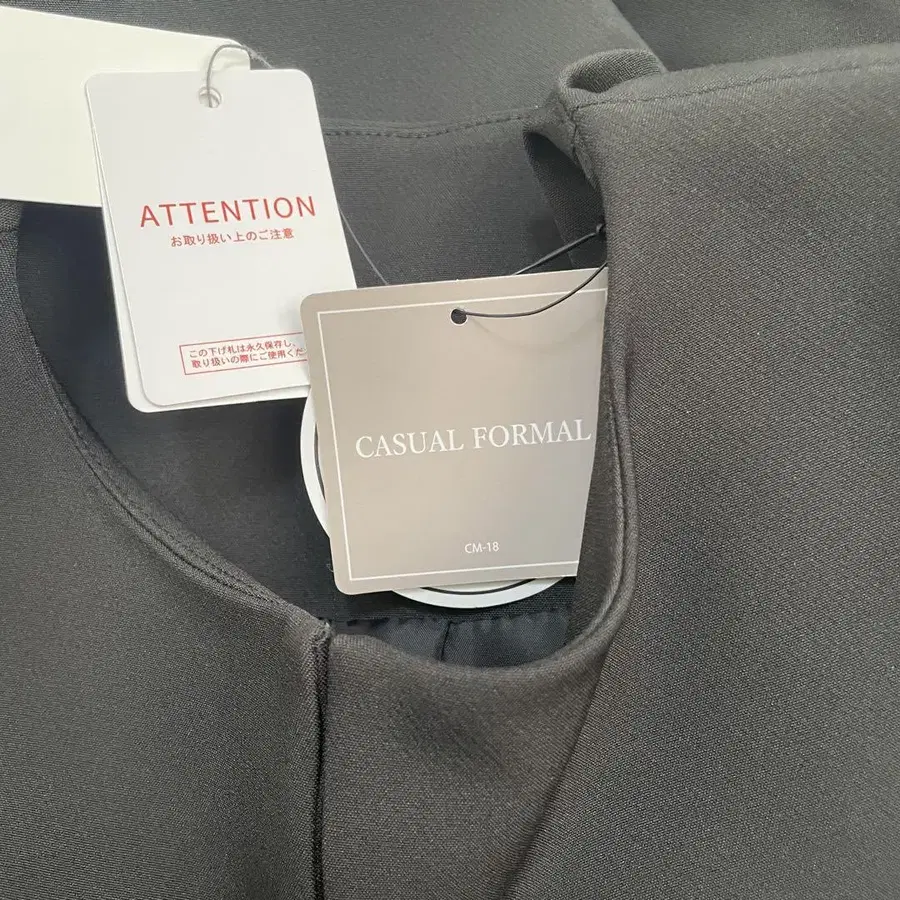 ATTENTION
お取り扱い上のご注意
この下げ札は永久保存し、
取り扱いの際にご使用くだ
CASUAL FORMAL
CM-18